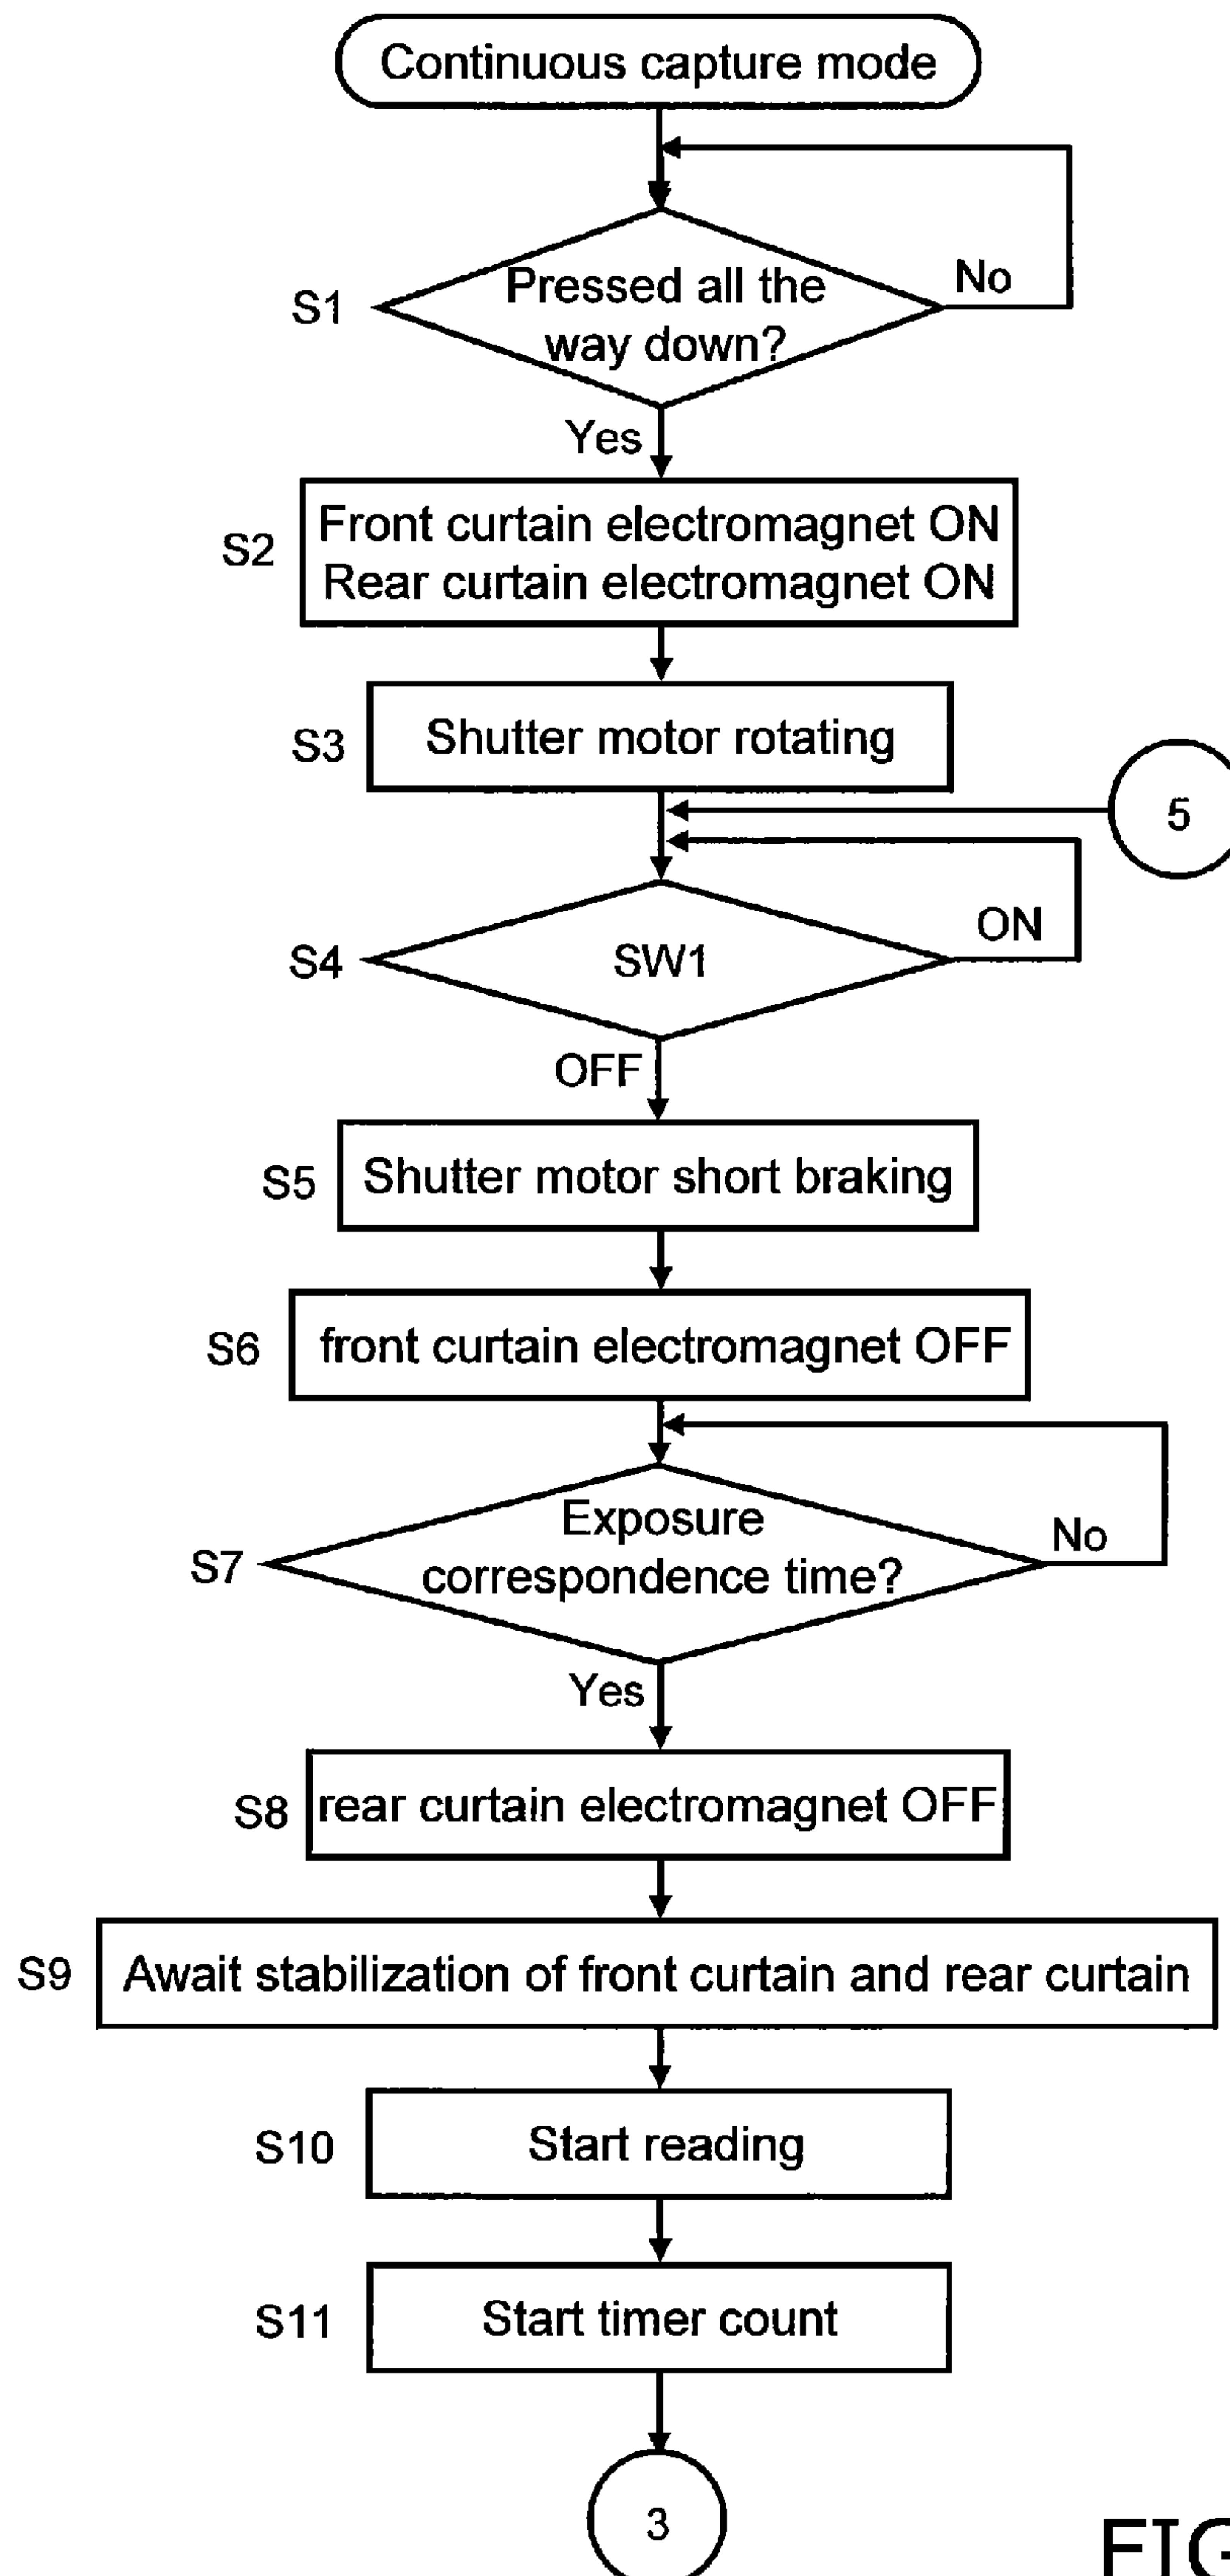 Continuous capture mode
No
S1
Pressed all the
way down?
Yes
S2
Front curtain electromagnet ON
Rear curtain electromagnet ON
S3
Shutter motor rotating
5
ON
S4
SW1
OFF
S5
Shutter motor short braking
S6
front curtain electromagnet OFF
S7
Exposure
correspondence time?
No
Yes
S8
rear curtain electromagnet OFF
S9
Await stabilization of front curtain and rear curtain
S10
Start reading
S11
Start timer count
3
FIG